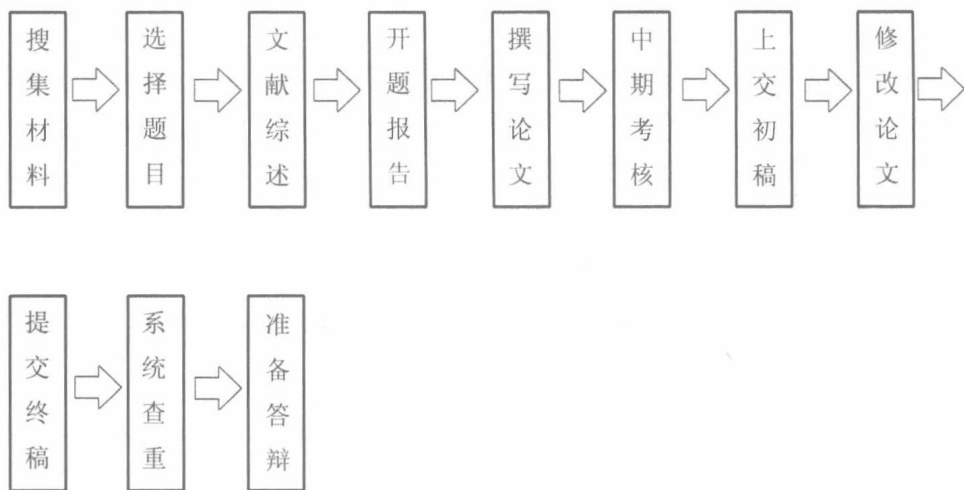 搜集材料
选择题目
文献综述
开题报告
撰写论文
中期考核
上交初稿
修改论文
提交终稿
系统查重
准备答辩